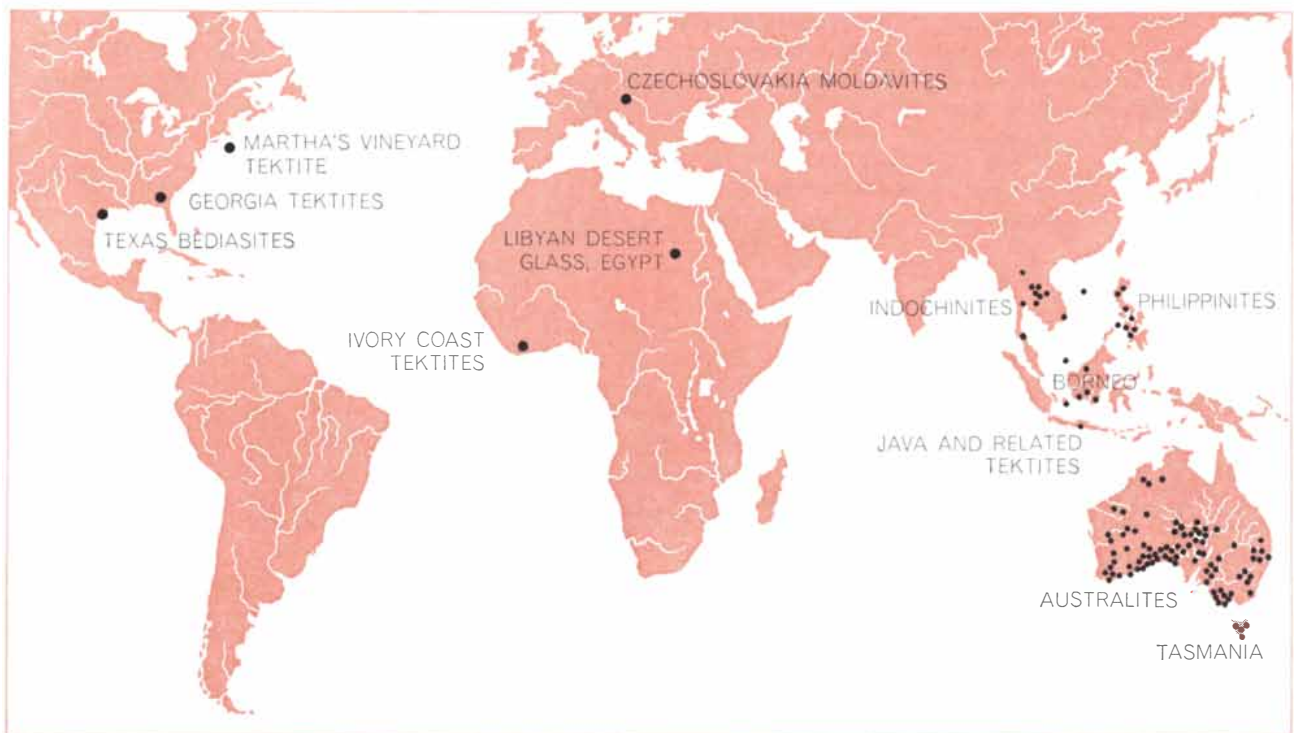 CZECHOSLOVAKIA MOLDAVITES
MARTHA'S VINEYARD
TEKTITE
GEORGIA TEKTITES
TEXAS BEDIASITES
LIBYAN DESERT
GLASS, EGYPT
IVORY COAST
TEKTITES
INDOCHINITES
PHILIPPINITES
BORNEO
JAVA AND RELATED
TEKTITES
AUSTRALITES
TASMANIA